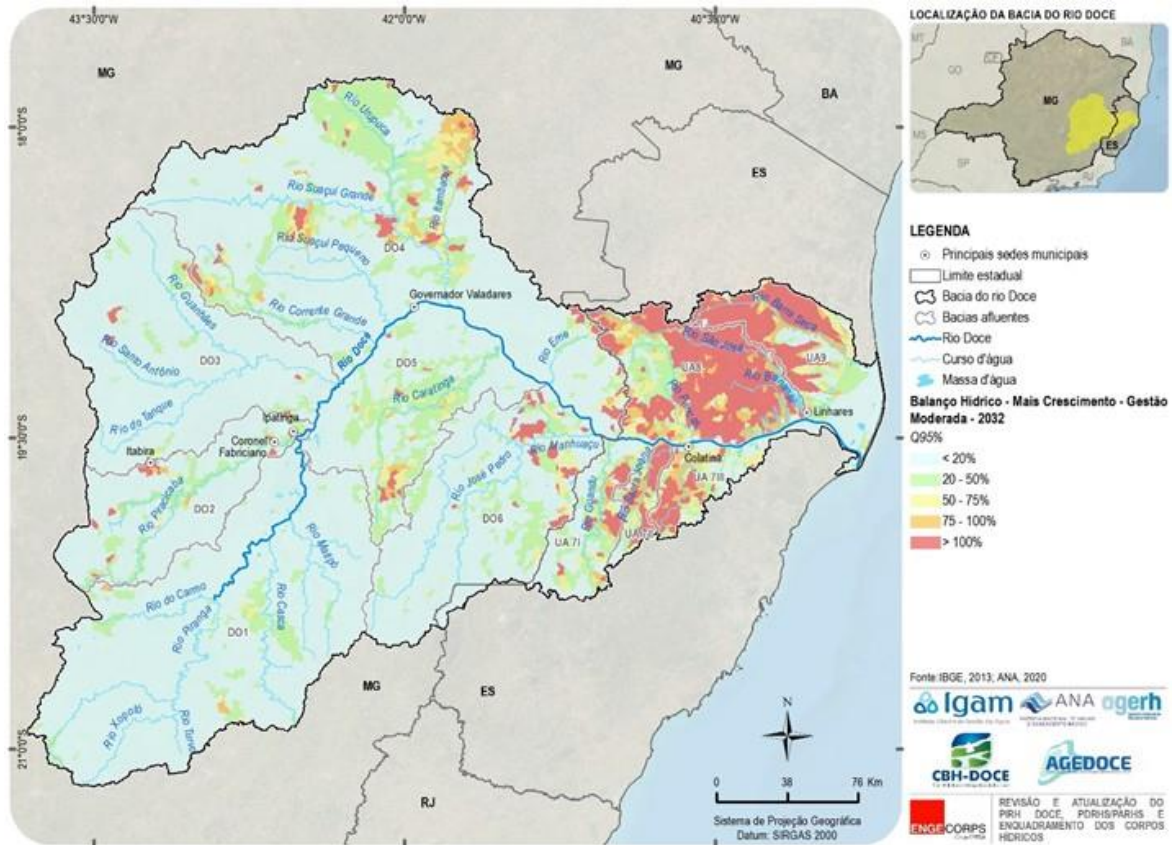 43°30'0"W
42°0'0"W
40°30'0"W
18°0'0"S
19°30'0"S
21°0'0"S
MG
MG
BA
ES
MG
ES
RJ
Rio Urupuca
Rio Itambacuri
Rio Suaçuí Grande
Rio Suaçuí Pequeno
DO4
Rio Corrente Grande
Governador Valadares
Rio Guanhães
Rio Santo Antônio
DO3
Rio do Tanque
Rio Doce
DO5
Rio Caratinga
Rio Eme
Ipatinga
Coronel
Fabriciano
Itabira
Rio Piracicaba
DO2
Rio Manhuaçu
Rio José Pedro
DO6
Rio Matipó
Rio Casca
Rio do Carmo
Rio Piranga
DO1
Rio Xopotó
Rio Turvo
Rio Barra Seca
Rio São José
UA8
UA9
Linhares
Colatina
Rio Guandu
UA 7I
UA 7III
0 38 76 Km
N
Sistema de Projeção Geográfica
Datum: SIRGAS 2000
LOCALIZAÇÃO DA BACIA DO RIO DOCE
MT
GO
BA
MG
MS
ES
SP
RJ
LEGENDA
Principais sedes municipais
Limite estadual
Bacia do rio Doce
Bacias afluentes
Rio Doce
Curso d'água
Massa d'água
Balanço Hídrico - Mais Crescimento - Gestão
Moderada - 2032
Q95%
< 20%
20 - 50%
50 - 75%
75 - 100%
> 100%
Fonte:IBGE, 2013; ANA, 2020
Igam
ANA
agerh
CBH-DOCE
AGEDOCE
ENGECORPS
REVISÃO E ATUALIZAÇÃO DO
PIRH DOCE, PDRHS/PARHS E
ENQUADRAMENTO DOS CORPOS
HÍDRICOS